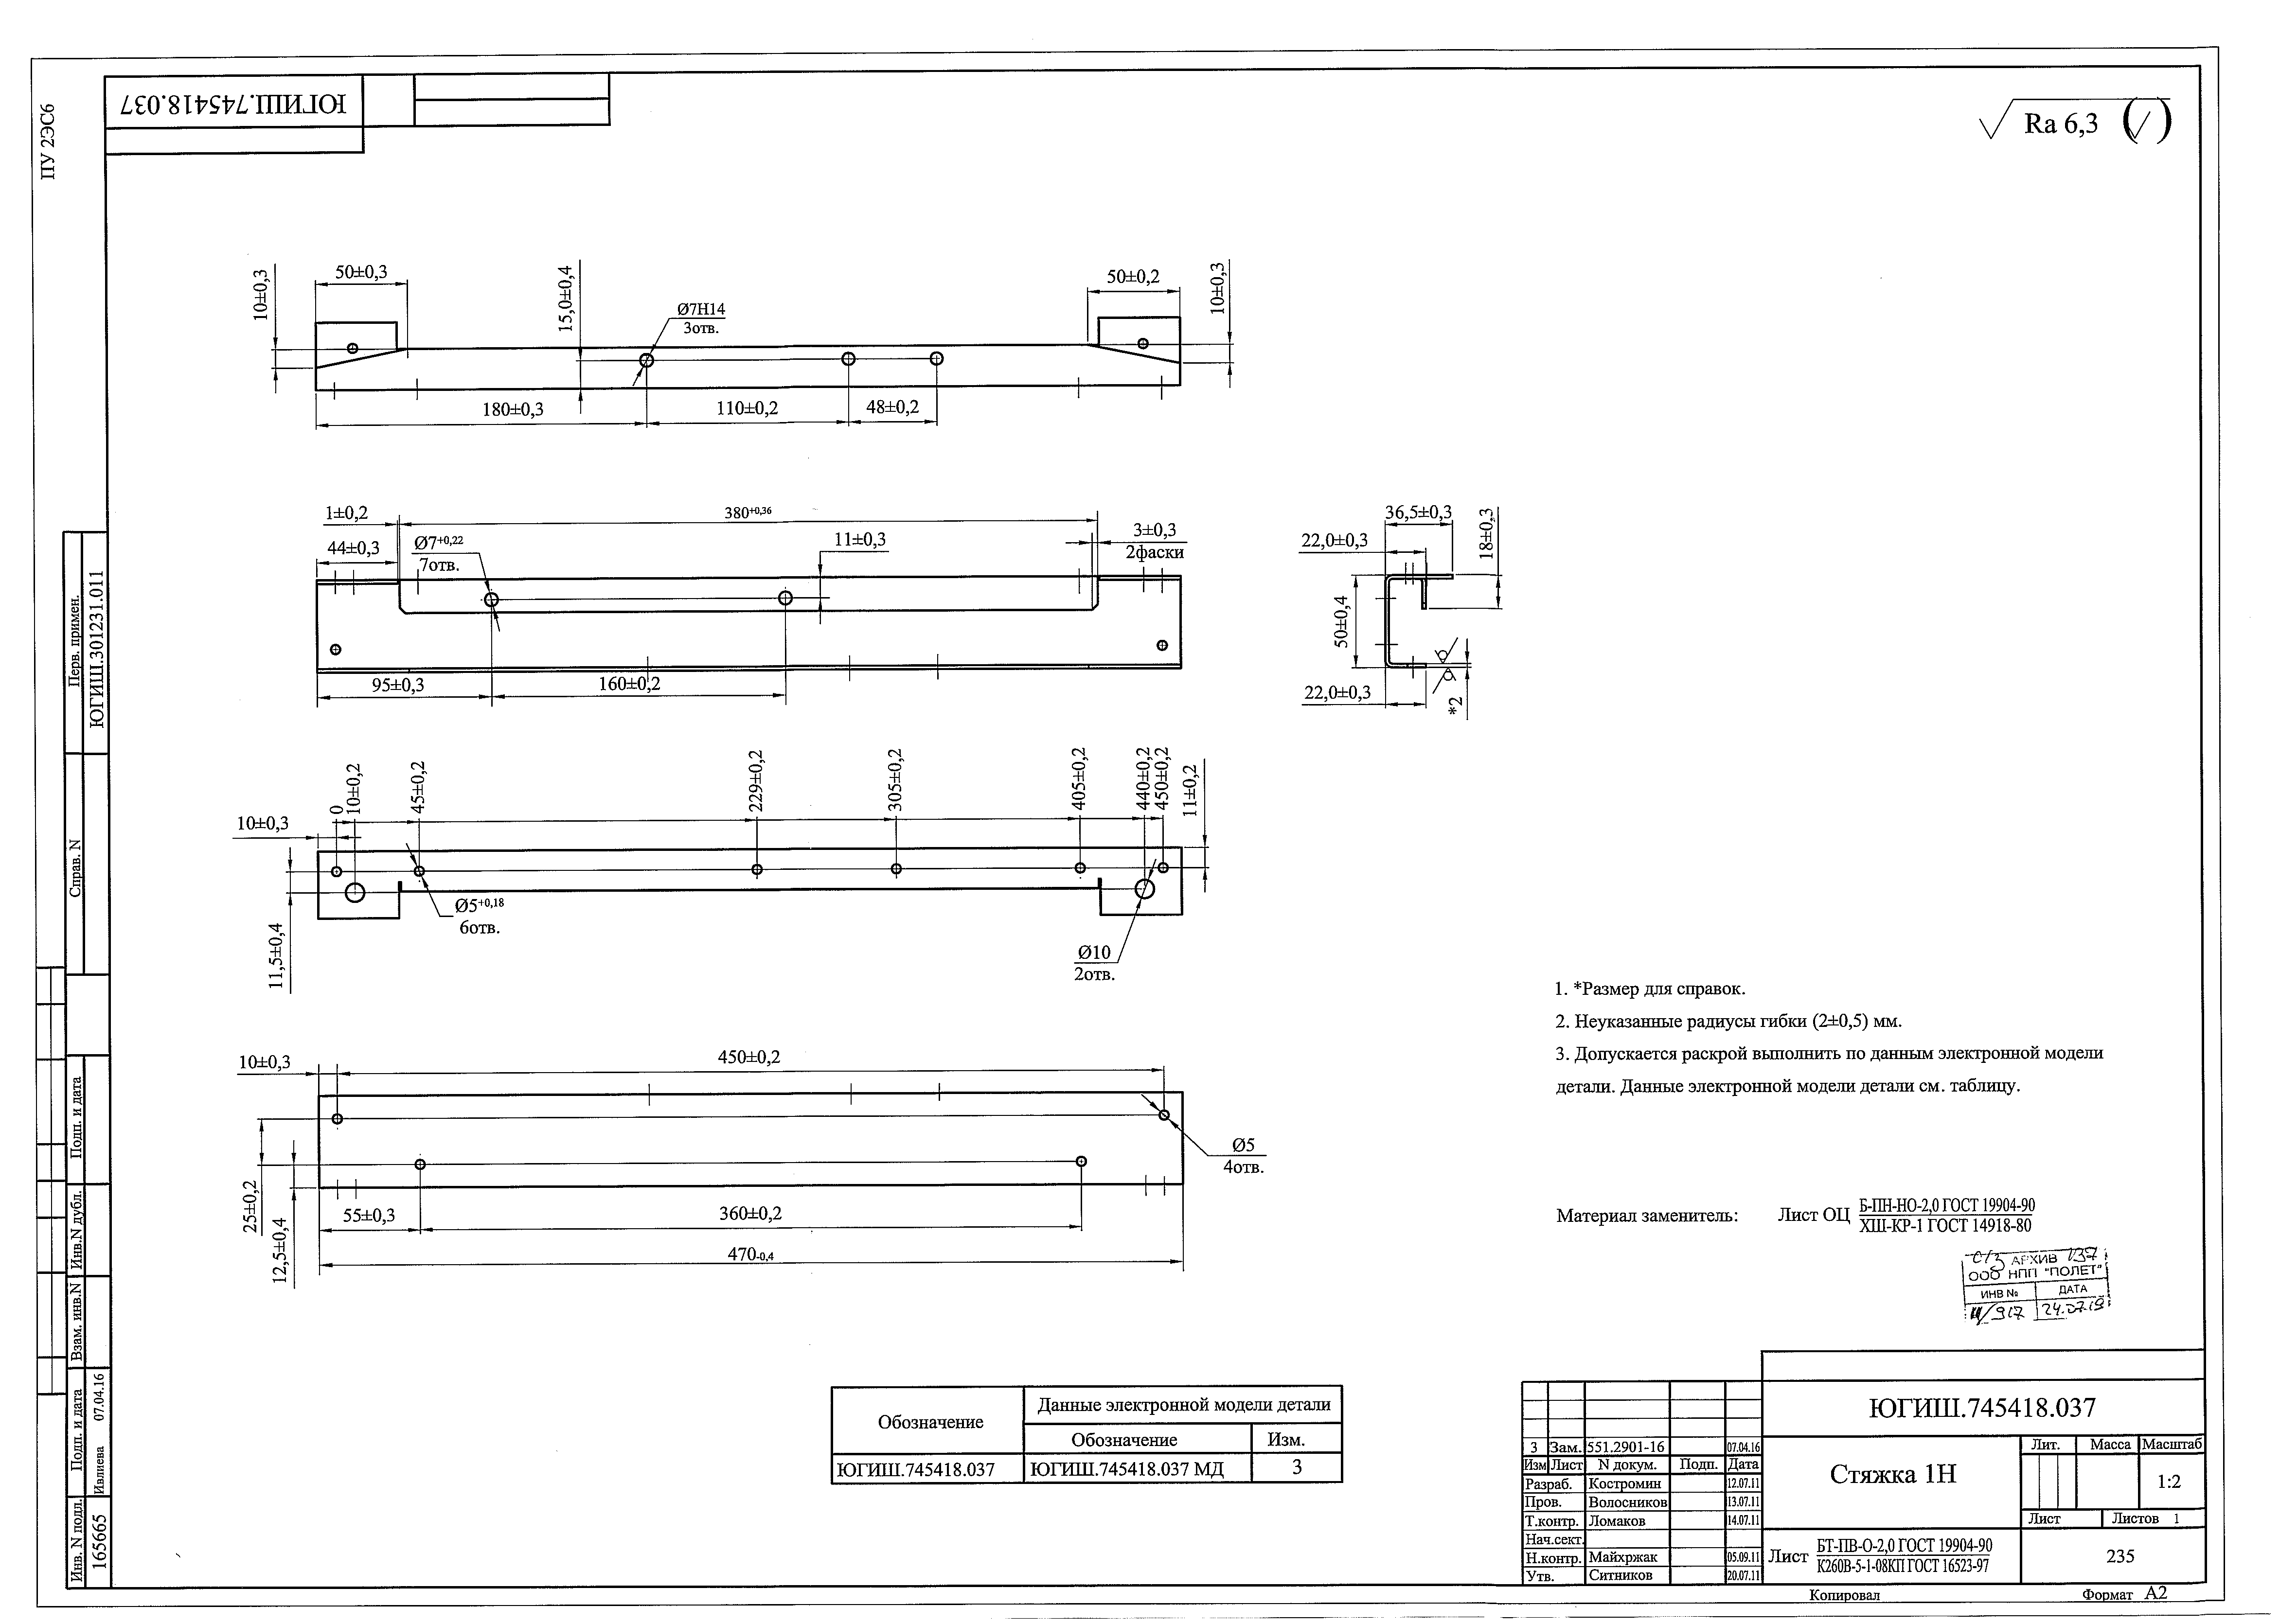 ПУ 2ЭС6
ЮГИШ.745418.037
Ra 6,3
50±0,3
10±0,3
15,0±0,4
Ø7H14
3отв.
50±0,2
10±0,3
180±0,3
110±0,2
48±0,2
1±0,2
380+0,36
3±0,3
2фаски
44±0,3
Ø7+0,22
7отв.
11±0,3
95±0,3
160±0,2
36,5±0,3
22,0±0,3
18±0,3
50±0,4
22,0±0,3
*2
10±0,3
0
10±0,2
45±0,2
229±0,2
305±0,2
405±0,2
440±0,2
450±0,2
11±0,2
11,5±0,4
Ø5+0,18
6отв.
Ø10
2отв.
10±0,3
450±0,2
Ø5
4отв.
25±0,2
12,5±0,4
55±0,3
360±0,2
470-0,4
1. *Размер для справок.
2. Неуказанные радиусы гибки (2±0,5) мм.
3. Допускается раскрой выполнить по данным электронной модели
детали. Данные электронной модели детали см. таблицу.
Материал заменитель: Лист ОЦ Б-ПН-НО-2,0 ГОСТ 19904-90
ХШ-КР-1 ГОСТ 14918-80
АРХИВ 137
ООО НПП "ПОЛЕТ"
ИНВ № ДАТА
Обозначение
Данные электронной модели детали
Обозначение Изм.
ЮГИШ.745418.037 ЮГИШ.745418.037 МД 3
Перв. примен.
ЮГИШ.301231.011
Справ. N
Подп. и дата
Инв.N дубл.
Взам. инв.N
Подп. и дата
Ивлиева 07.04.16
Инв. N подл.
165665
3 Зам. 551.2901-16 07.04.16
Изм Лист N докум. Подп. Дата
Разраб. Костромин 12.07.11
Пров. Волосников 13.07.11
Т.контр. Ломаков 14.07.11
Нач.сект.
Н.контр. Майхржак 05.09.11
Утв. Ситников 20.07.11
ЮГИШ.745418.037
Стяжка 1Н
Лит. Масса Масштаб
1:2
Лист Листов 1
Лист БТ-ПВ-О-2,0 ГОСТ 19904-90
К260В-5-1-08КП ГОСТ 16523-97
235
Копировал Формат А2